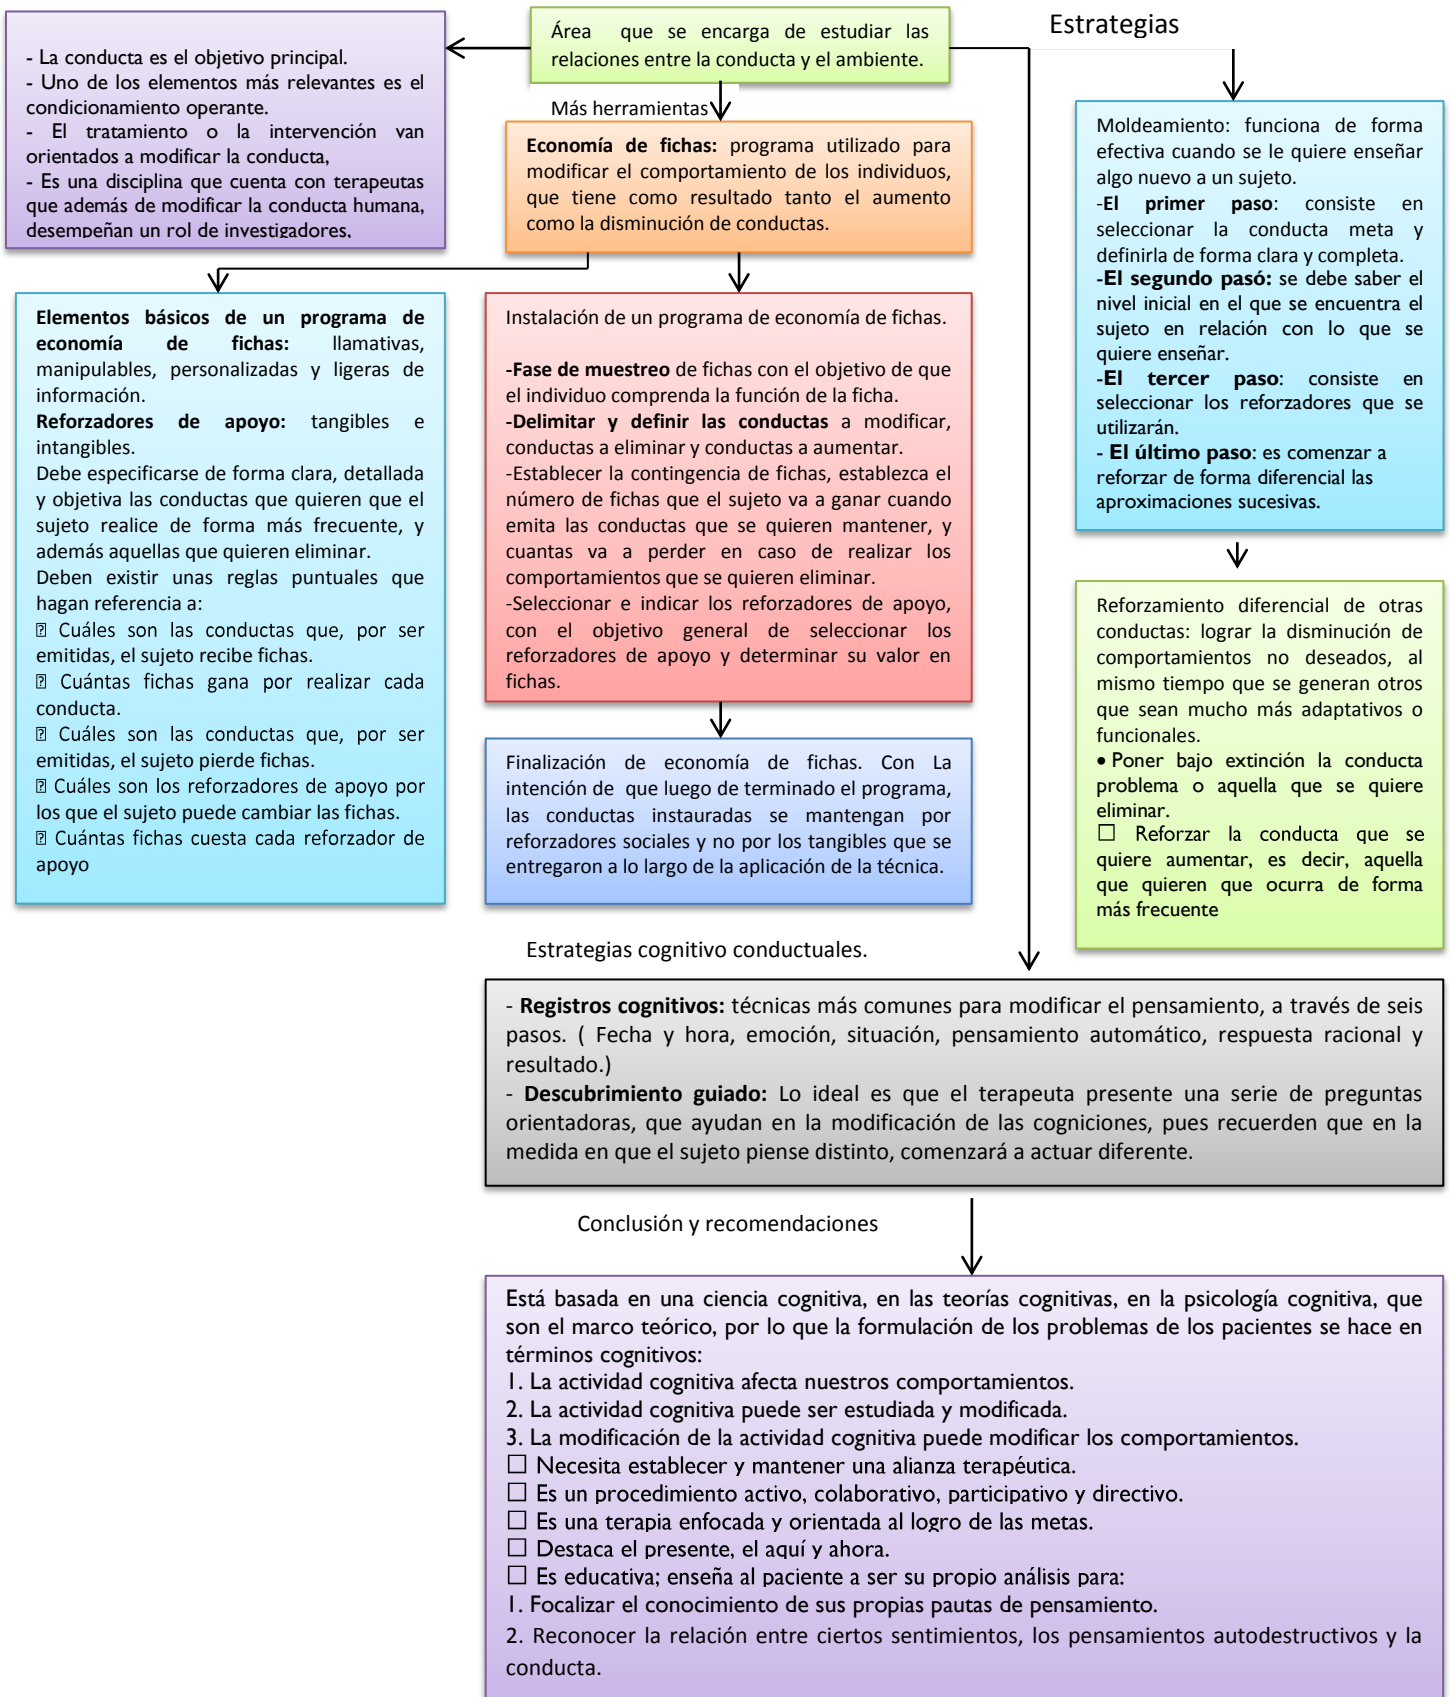 Área que se encarga de estudiar las
relaciones entre la conducta y el ambiente.
Estrategias
- La conducta es el objetivo principal.
- Uno de los elementos más relevantes es el
condicionamiento operante.
- El tratamiento o la intervención van
orientados a modificar la conducta,
- Es una disciplina que cuenta con terapeutas
que además de modificar la conducta humana,
desempeñan un rol de investigadores,
Más herramientas
Economía de fichas: programa utilizado para
modificar el comportamiento de los individuos,
que tiene como resultado tanto el aumento
como la disminución de conductas.
Moldeamiento: funciona de forma
efectiva cuando se le quiere enseñar
algo nuevo a un sujeto.
-El primer paso: consiste en
seleccionar la conducta meta y
definirla de forma clara y completa.
-El segundo pasó: se debe saber el
nivel inicial en el que se encuentra el
sujeto en relación con lo que se
quiere enseñar.
-El tercer paso: consiste en
seleccionar los reforzadores que se
utilizarán.
- El último paso: es comenzar a
reforzar de forma diferencial las
aproximaciones sucesivas.
Elementos básicos de un programa de
economía de fichas: llamativas,
manipulables, personalizadas y ligeras de
información.
Reforzadores de apoyo: tangibles e
intangibles.
Debe especificarse de forma clara, detallada
y objetiva las conductas que quieren que el
sujeto realice de forma más frecuente, y
además aquellas que quieren eliminar.
Deben existir unas reglas puntuales que
hagan referencia a:
⍰ Cuáles son las conductas que, por ser
emitidas, el sujeto recibe fichas.
⍰ Cuántas fichas gana por realizar cada
conducta.
⍰ Cuáles son las conductas que, por ser
emitidas, el sujeto pierde fichas.
⍰ Cuáles son los reforzadores de apoyo por
los que el sujeto puede cambiar las fichas.
⍰ Cuántas fichas cuesta cada reforzador de
apoyo
Instalación de un programa de economía de fichas.
-Fase de muestreo de fichas con el objetivo de que
el individuo comprenda la función de la ficha.
-Delimitar y definir las conductas a modificar,
conductas a eliminar y conductas a aumentar.
-Establecer la contingencia de fichas, establezca el
número de fichas que el sujeto va a ganar cuando
emita las conductas que se quieren mantener, y
cuantas va a perder en caso de realizar los
comportamientos que se quieren eliminar.
-Seleccionar e indicar los reforzadores de apoyo,
con el objetivo general de seleccionar los
reforzadores de apoyo y determinar su valor en
fichas.
Finalización de economía de fichas. Con La
intención de que luego de terminado el programa,
las conductas instauradas se mantengan por
reforzadores sociales y no por los tangibles que se
entregaron a lo largo de la aplicación de la técnica.
Reforzamiento diferencial de otras
conductas: lograr la disminución de
comportamientos no deseados, al
mismo tiempo que se generan otros
que sean mucho más adaptativos o
funcionales.
• Poner bajo extinción la conducta
problema o aquella que se quiere
eliminar.
☐ Reforzar la conducta que se
quiere aumentar, es decir, aquella
que quieren que ocurra de forma
más frecuente
Estrategias cognitivo conductuales.
- Registros cognitivos: técnicas más comunes para modificar el pensamiento, a través de seis
pasos. ( Fecha y hora, emoción, situación, pensamiento automático, respuesta racional y
resultado.)
- Descubrimiento guiado: Lo ideal es que el terapeuta presente una serie de preguntas
orientadoras, que ayudan en la modificación de las cogniciones, pues recuerden que en la
medida en que el sujeto piense distinto, comenzará a actuar diferente.
Conclusión y recomendaciones
Está basada en una ciencia cognitiva, en las teorías cognitivas, en la psicología cognitiva, que
son el marco teórico, por lo que la formulación de los problemas de los pacientes se hace en
términos cognitivos:
1. La actividad cognitiva afecta nuestros comportamientos.
2. La actividad cognitiva puede ser estudiada y modificada.
3. La modificación de la actividad cognitiva puede modificar los comportamientos.
☐ Necesita establecer y mantener una alianza terapéutica.
☐ Es un procedimiento activo, colaborativo, participativo y directivo.
☐ Es una terapia enfocada y orientada al logro de las metas.
☐ Destaca el presente, el aquí y ahora.
☐ Es educativa; enseña al paciente a ser su propio análisis para:
1. Focalizar el conocimiento de sus propias pautas de pensamiento.
2. Reconocer la relación entre ciertos sentimientos, los pensamientos autodestructivos y la
conducta.